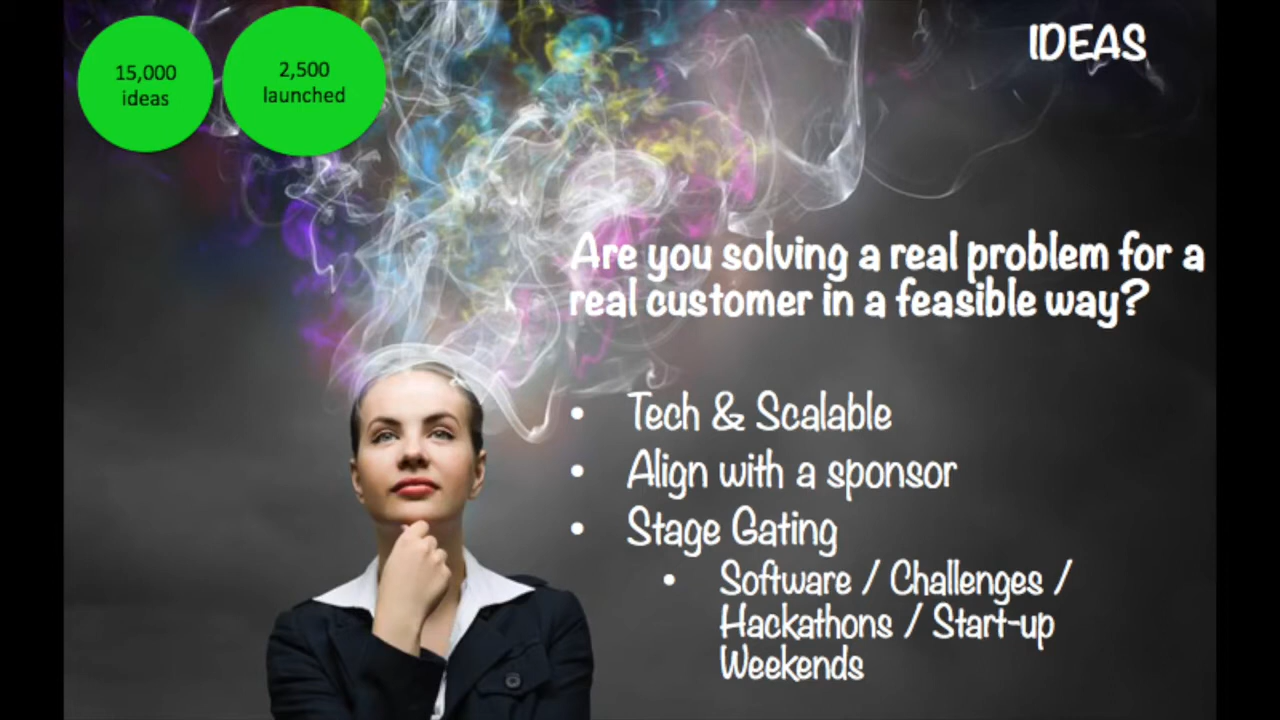 15,000
ideas
2,500
launched
IDEAS
Are you solving a real problem for a
real customer in a feasible way?
• Tech & Scalable
• Align with a sponsor
• Stage Gating
• Software / Challenges /
Hackathons / Start-up
Weekends